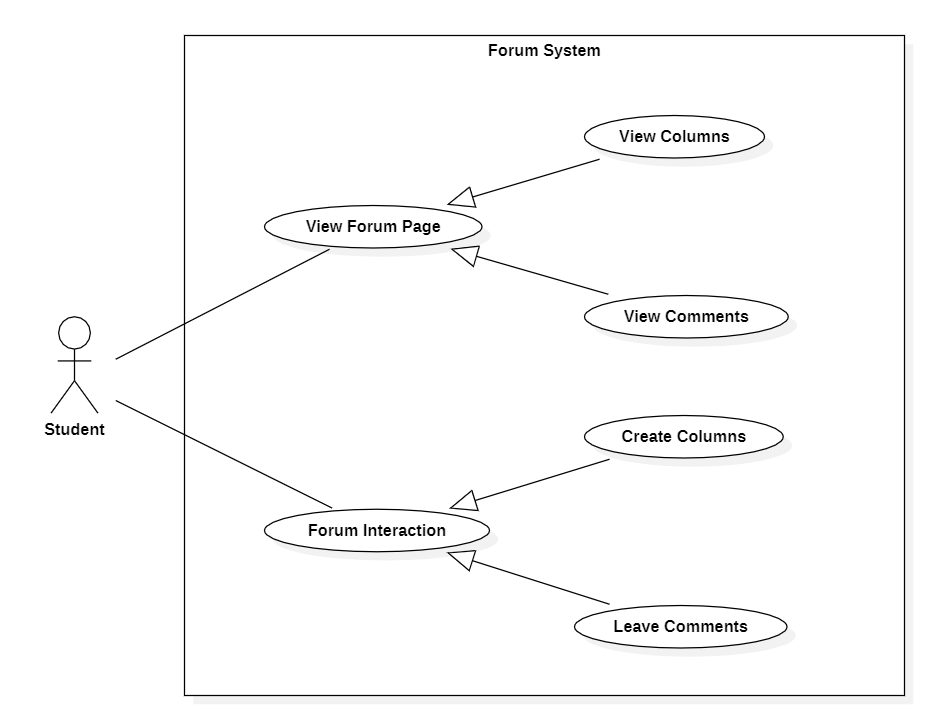 Forum System
View Columns
View Forum Page
View Comments
Student
Create Columns
Forum Interaction
Leave Comments